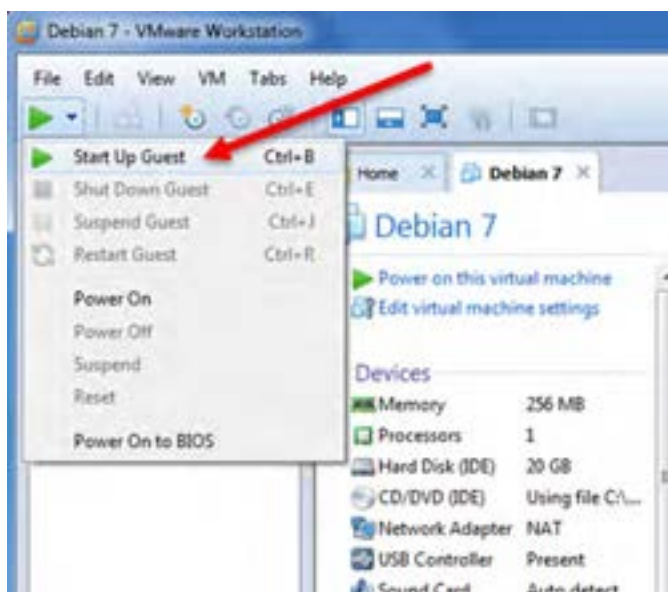 Debian 7 - VMware Workstation
File Edit View VM Tabs Help
Start Up Guest Ctrl+B
Shut Down Guest Ctrl+E
Suspend Guest Ctrl+J
Restart Guest Ctrl+R
Power On
Power Off
Suspend
Reset
Power On to BIOS
Home Debian 7
Debian 7
Power on this virtual machine
Edit virtual machine settings
Devices
Memory 256 MB
Processors 1
Hard Disk (IDE) 20 GB
CD/DVD (IDE) Using file C:\...
Network Adapter NAT
USB Controller Present
Sound Card Auto detect